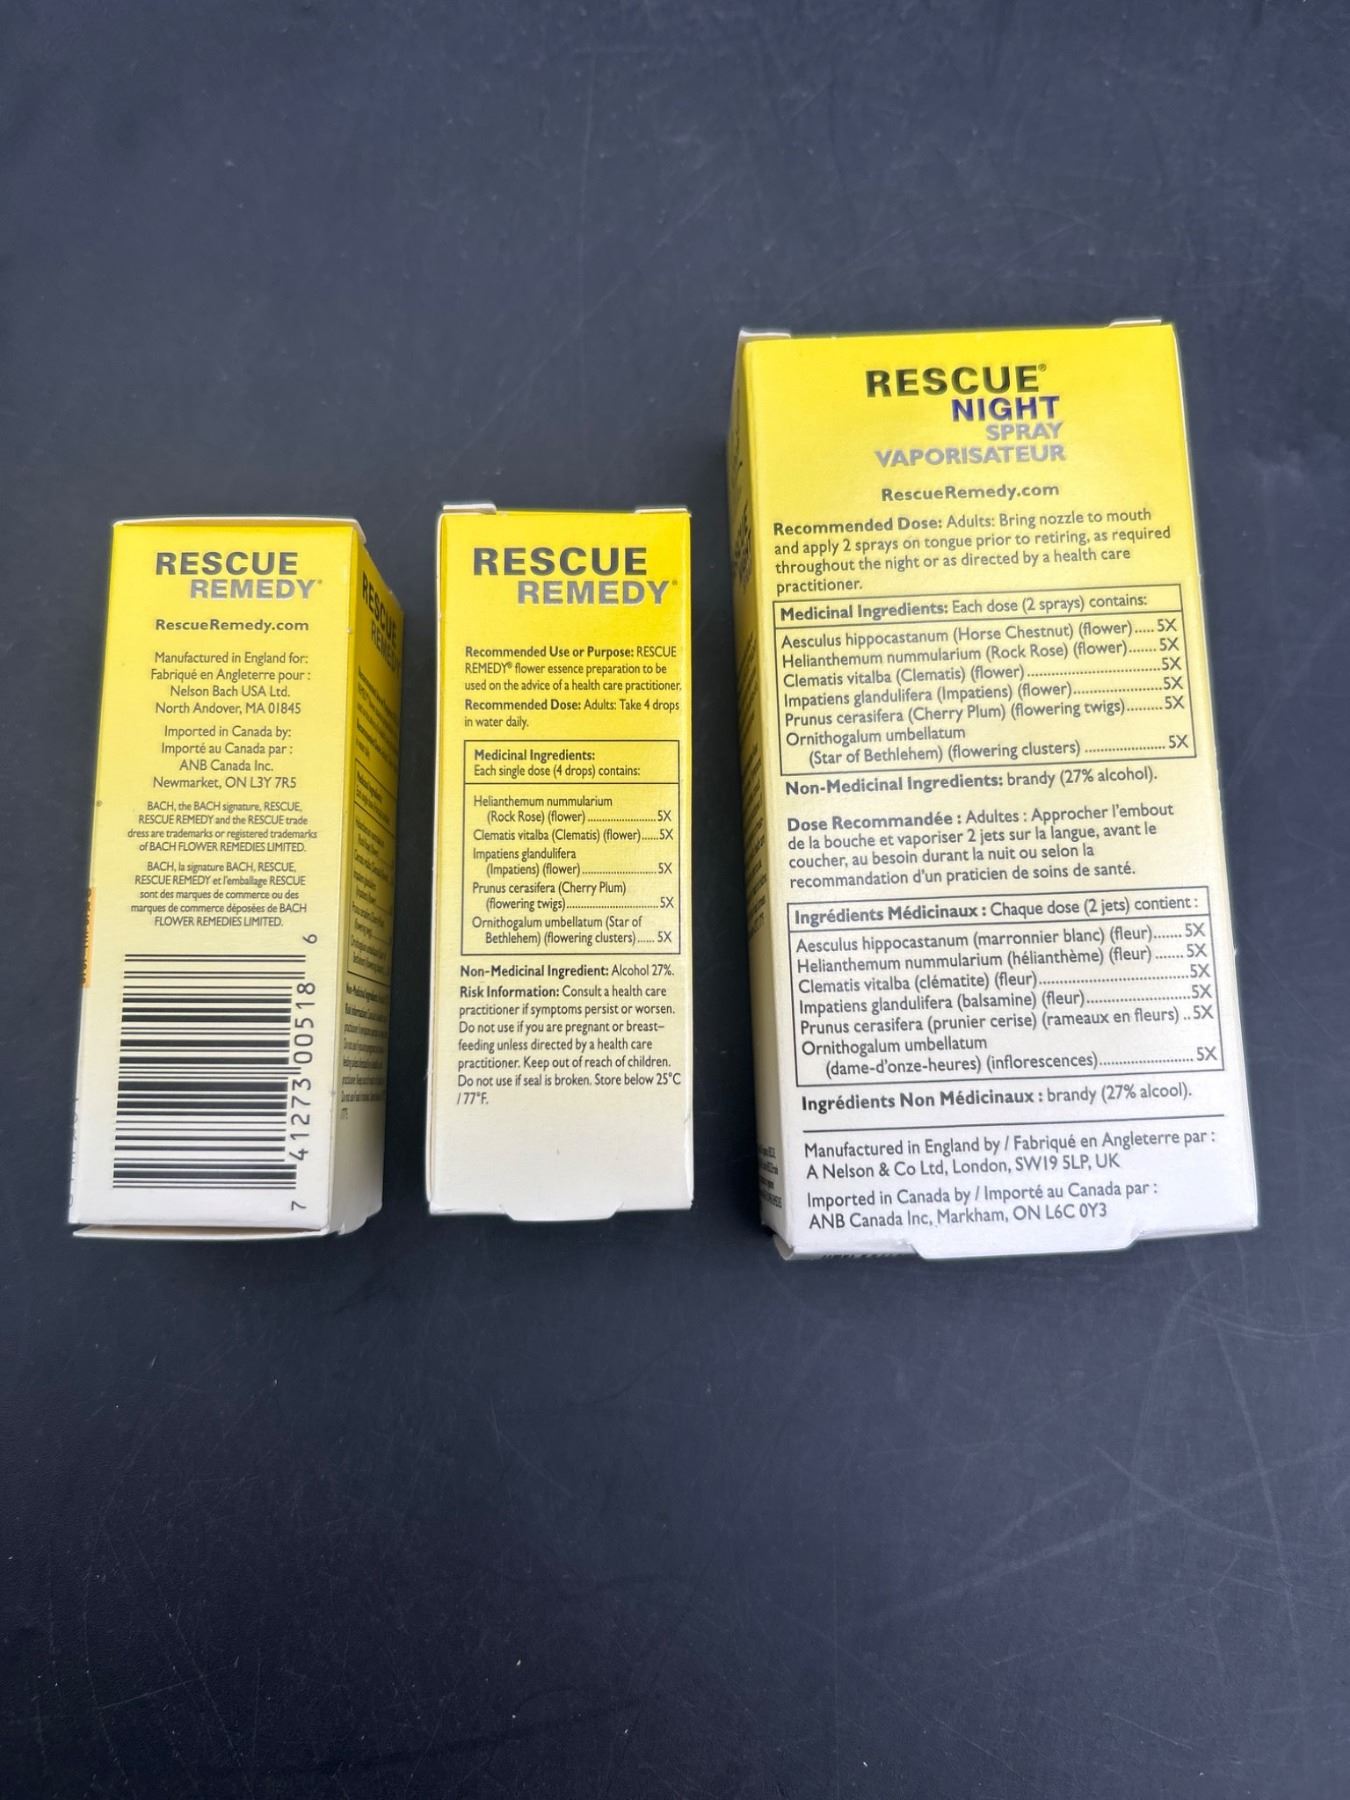 RESCUE
REMEDY®
RescueRemedy.com
Manufactured in England for:
Fabriqué en Angleterre pour :
Nelson Bach USA Ltd.
North Andover, MA 01845
Imported in Canada by:
Importé au Canada par :
ANB Canada Inc.
Newmarket, ON L3Y 7R5
BACH, the BACH signature, RESCUE,
RESCUE REMEDY and the RESCUE trade
dress are trademarks or registered trademarks
of BACH FLOWER REMEDIES LIMITED.
BACH, la signature BACH, RESCUE,
RESCUE REMEDY et l'emballage RESCUE
sont des marques de commerce ou des
marques de commerce déposées de BACH
FLOWER REMEDIES LIMITED.
7 41273 00518 6
RESCUE
REMEDY
RESCUE
REMEDY®
Recommended Use or Purpose: RESCUE
REMEDY® flower essence preparation to be
used on the advice of a health care practitioner.
Recommended Dose: Adults: Take 4 drops
in water daily.
Medicinal Ingredients:
Each single dose (4 drops) contains:
Helianthemum nummularium
(Rock Rose) (flower) .................... 5X
Clematis vitalba (Clematis) (flower)..... 5X
Impatiens glandulifera
(Impatiens) (flower)...................... 5X
Prunus cerasifera (Cherry Plum)
(flowering twigs)........................... 5X
Ornithogalum umbellatum (Star of
Bethlehem) (flowering clusters)...... 5X
Non-Medicinal Ingredient: Alcohol 27%.
Risk Information: Consult a health care
practitioner if symptoms persist or worsen.
Do not use if you are pregnant or breast–
feeding unless directed by a health care
practitioner. Keep out of reach of children.
Do not use if seal is broken. Store below 25°C
/ 77°F.
RESCUE®
NIGHT
SPRAY
VAPORISATEUR
RescueRemedy.com
Recommended Dose: Adults: Bring nozzle to mouth
and apply 2 sprays on tongue prior to retiring, as required
throughout the night or as directed by a health care
practitioner.
Medicinal Ingredients: Each dose (2 sprays) contains:
Aesculus hippocastanum (Horse Chestnut) (flower)..... 5X
Helianthemum nummularium (Rock Rose) (flower)....... 5X
Clematis vitalba (Clematis) (flower)............................. 5X
Impatiens glandulifera (Impatiens) (flower)................... 5X
Prunus cerasifera (Cherry Plum) (flowering twigs)......... 5X
Ornithogalum umbellatum
(Star of Bethlehem) (flowering clusters) ..................... 5X
Non-Medicinal Ingredients: brandy (27% alcohol).
Dose Recommandée : Adultes : Approcher l'embout
de la bouche et vaporiser 2 jets sur la langue, avant le
coucher, au besoin durant la nuit ou selon la
recommandation d'un praticien de soins de santé.
Ingrédients Médicinaux : Chaque dose (2 jets) contient :
Aesculus hippocastanum (marronnier blanc) (fleur)....... 5X
Helianthemum nummularium (hélianthème) (fleur) ....... 5X
Clematis vitalba (clématite) (fleur)................................ 5X
Impatiens glandulifera (balsamine) (fleur)...................... 5X
Prunus cerasifera (prunier cerise) (rameaux en fleurs) .. 5X
Ornithogalum umbellatum
(dame-d'onze-heures) (inflorescences)......................... 5X
Ingrédients Non Médicinaux : brandy (27% alcool).
Manufactured in England by / Fabriqué en Angleterre par :
A Nelson & Co Ltd, London, SW19 5LP, UK
Imported in Canada by / Importé au Canada par :
ANB Canada Inc, Markham, ON L6C 0Y3